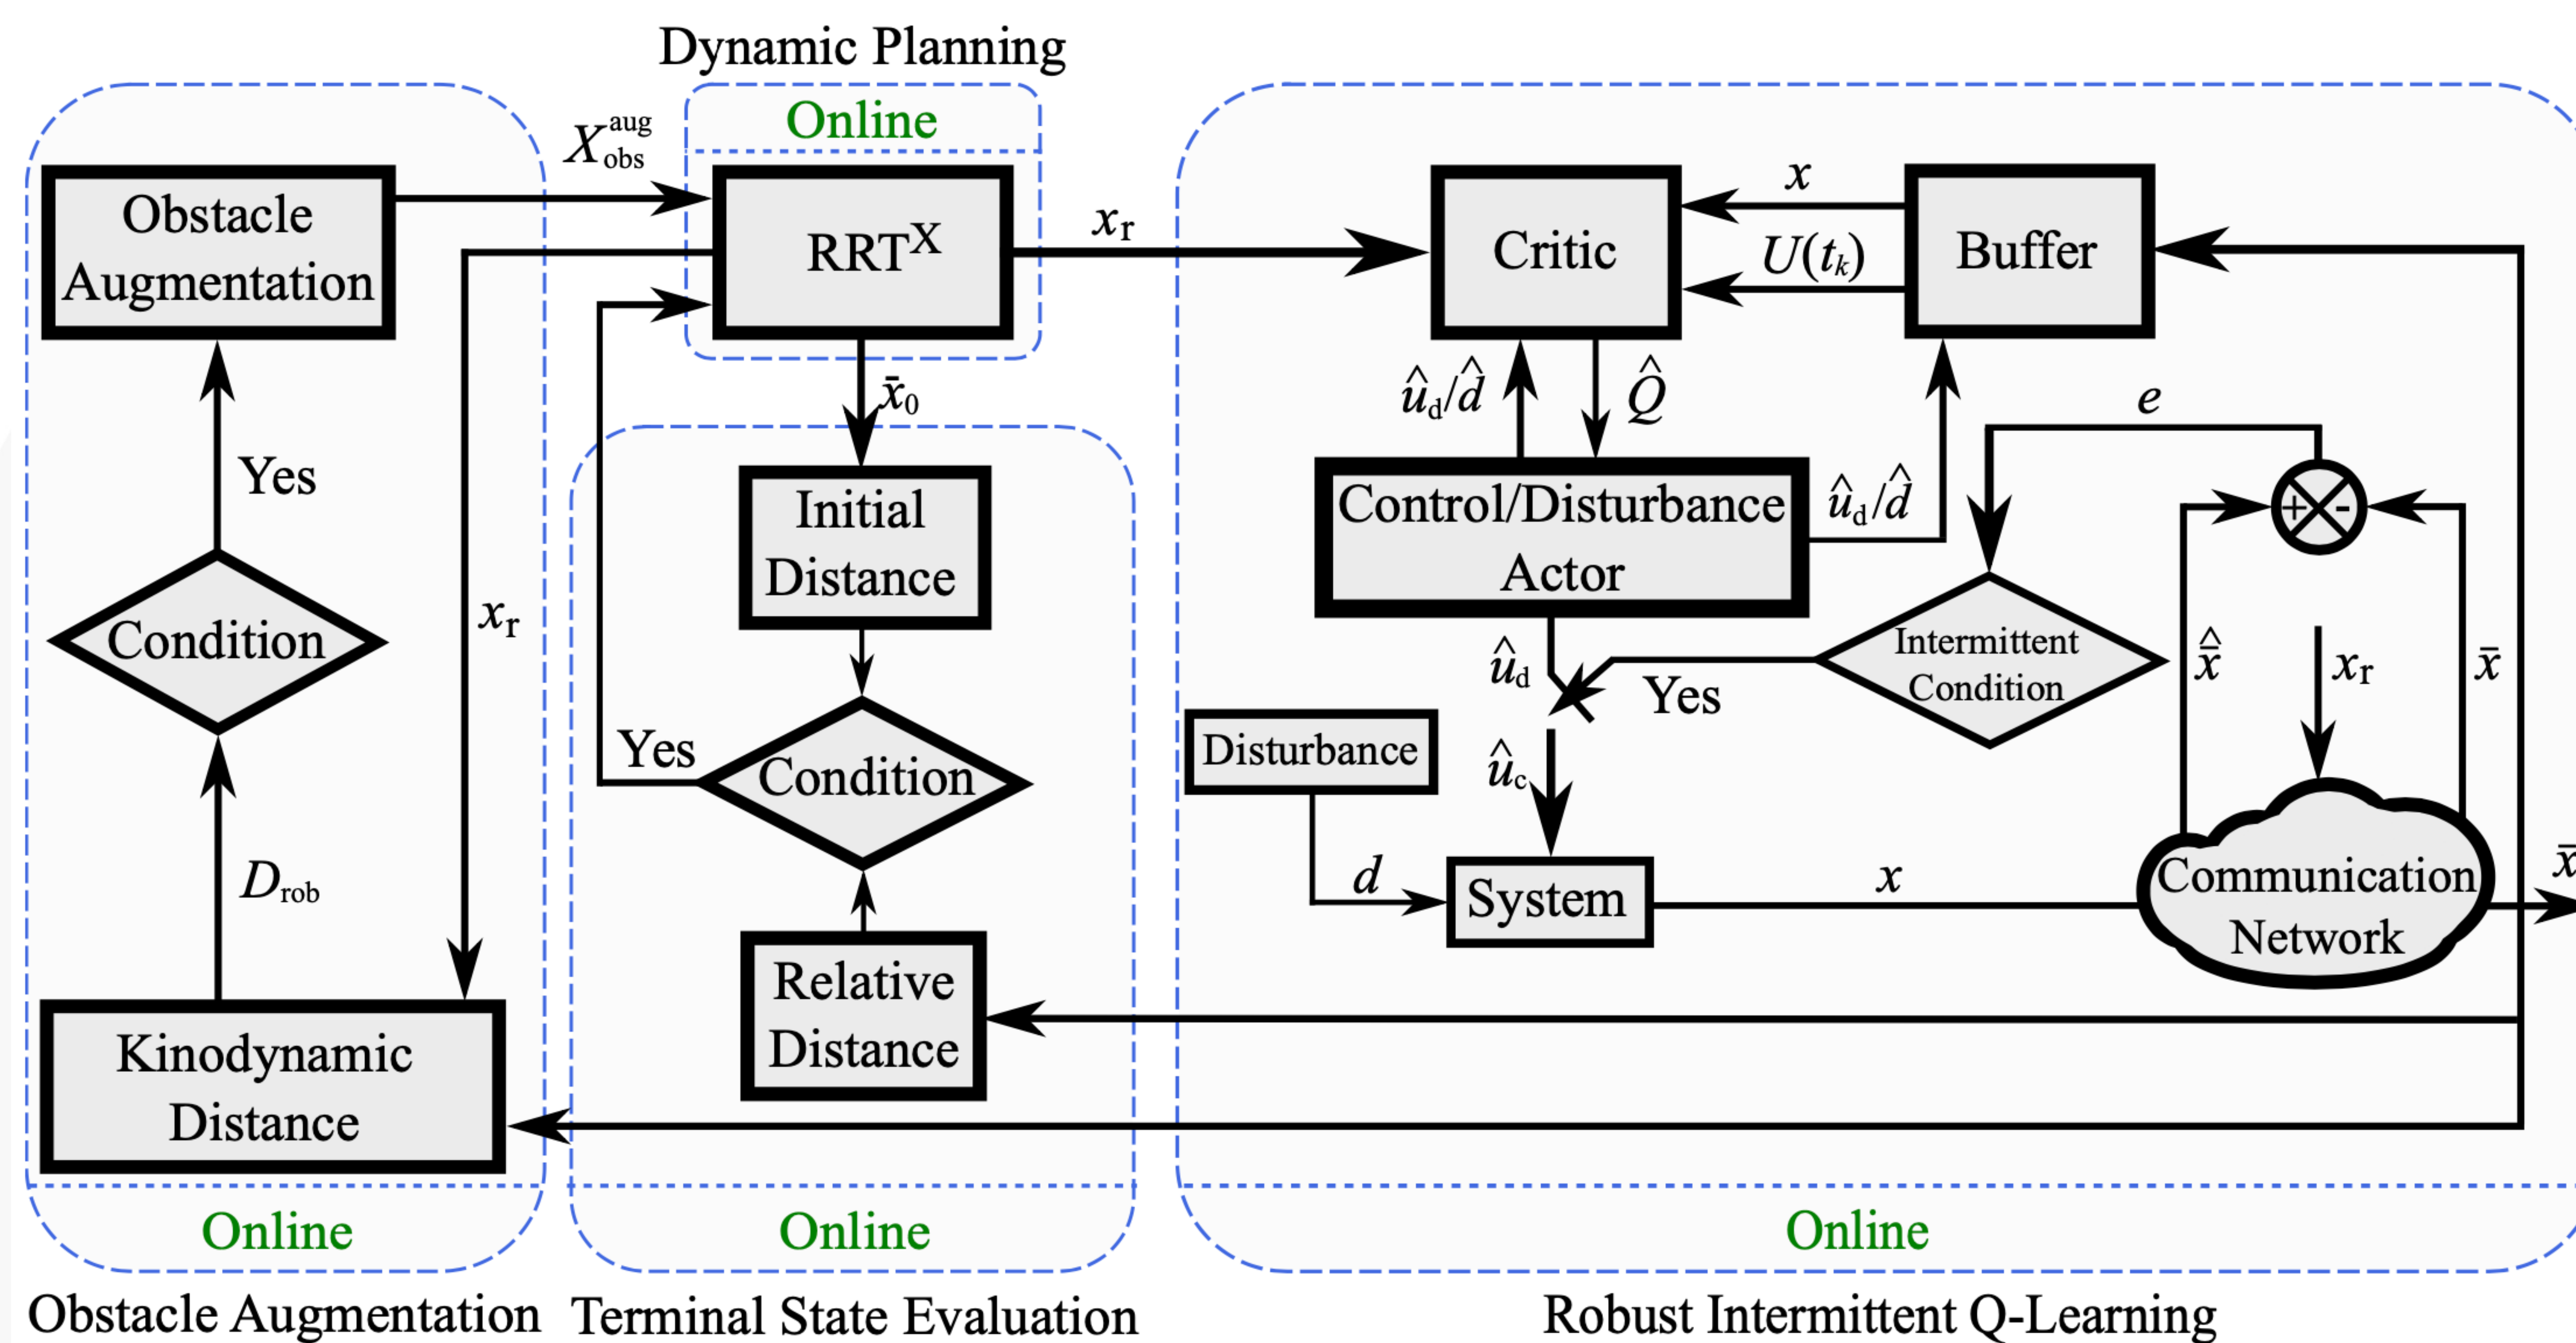 Dynamic Planning
Online
X_obs^aug
Obstacle
Augmentation
RRT^X
x_r
Critic
x
U(t_k)
Buffer
x̄_0
û_d/d̂
Q̂
e
Yes
Initial
Distance
Control/Disturbance
Actor
û_d/d̂
+
-
Condition
x_r
Intermittent
Condition
û_d
Yes
x̄̂
x_r
x̄
Yes
Condition
Disturbance
û_c
D_rob
d
System
x
Communication
Network
x̄
Relative
Distance
Kinodynamic
Distance
Online
Online
Online
Obstacle Augmentation
Terminal State Evaluation
Robust Intermittent Q-Learning